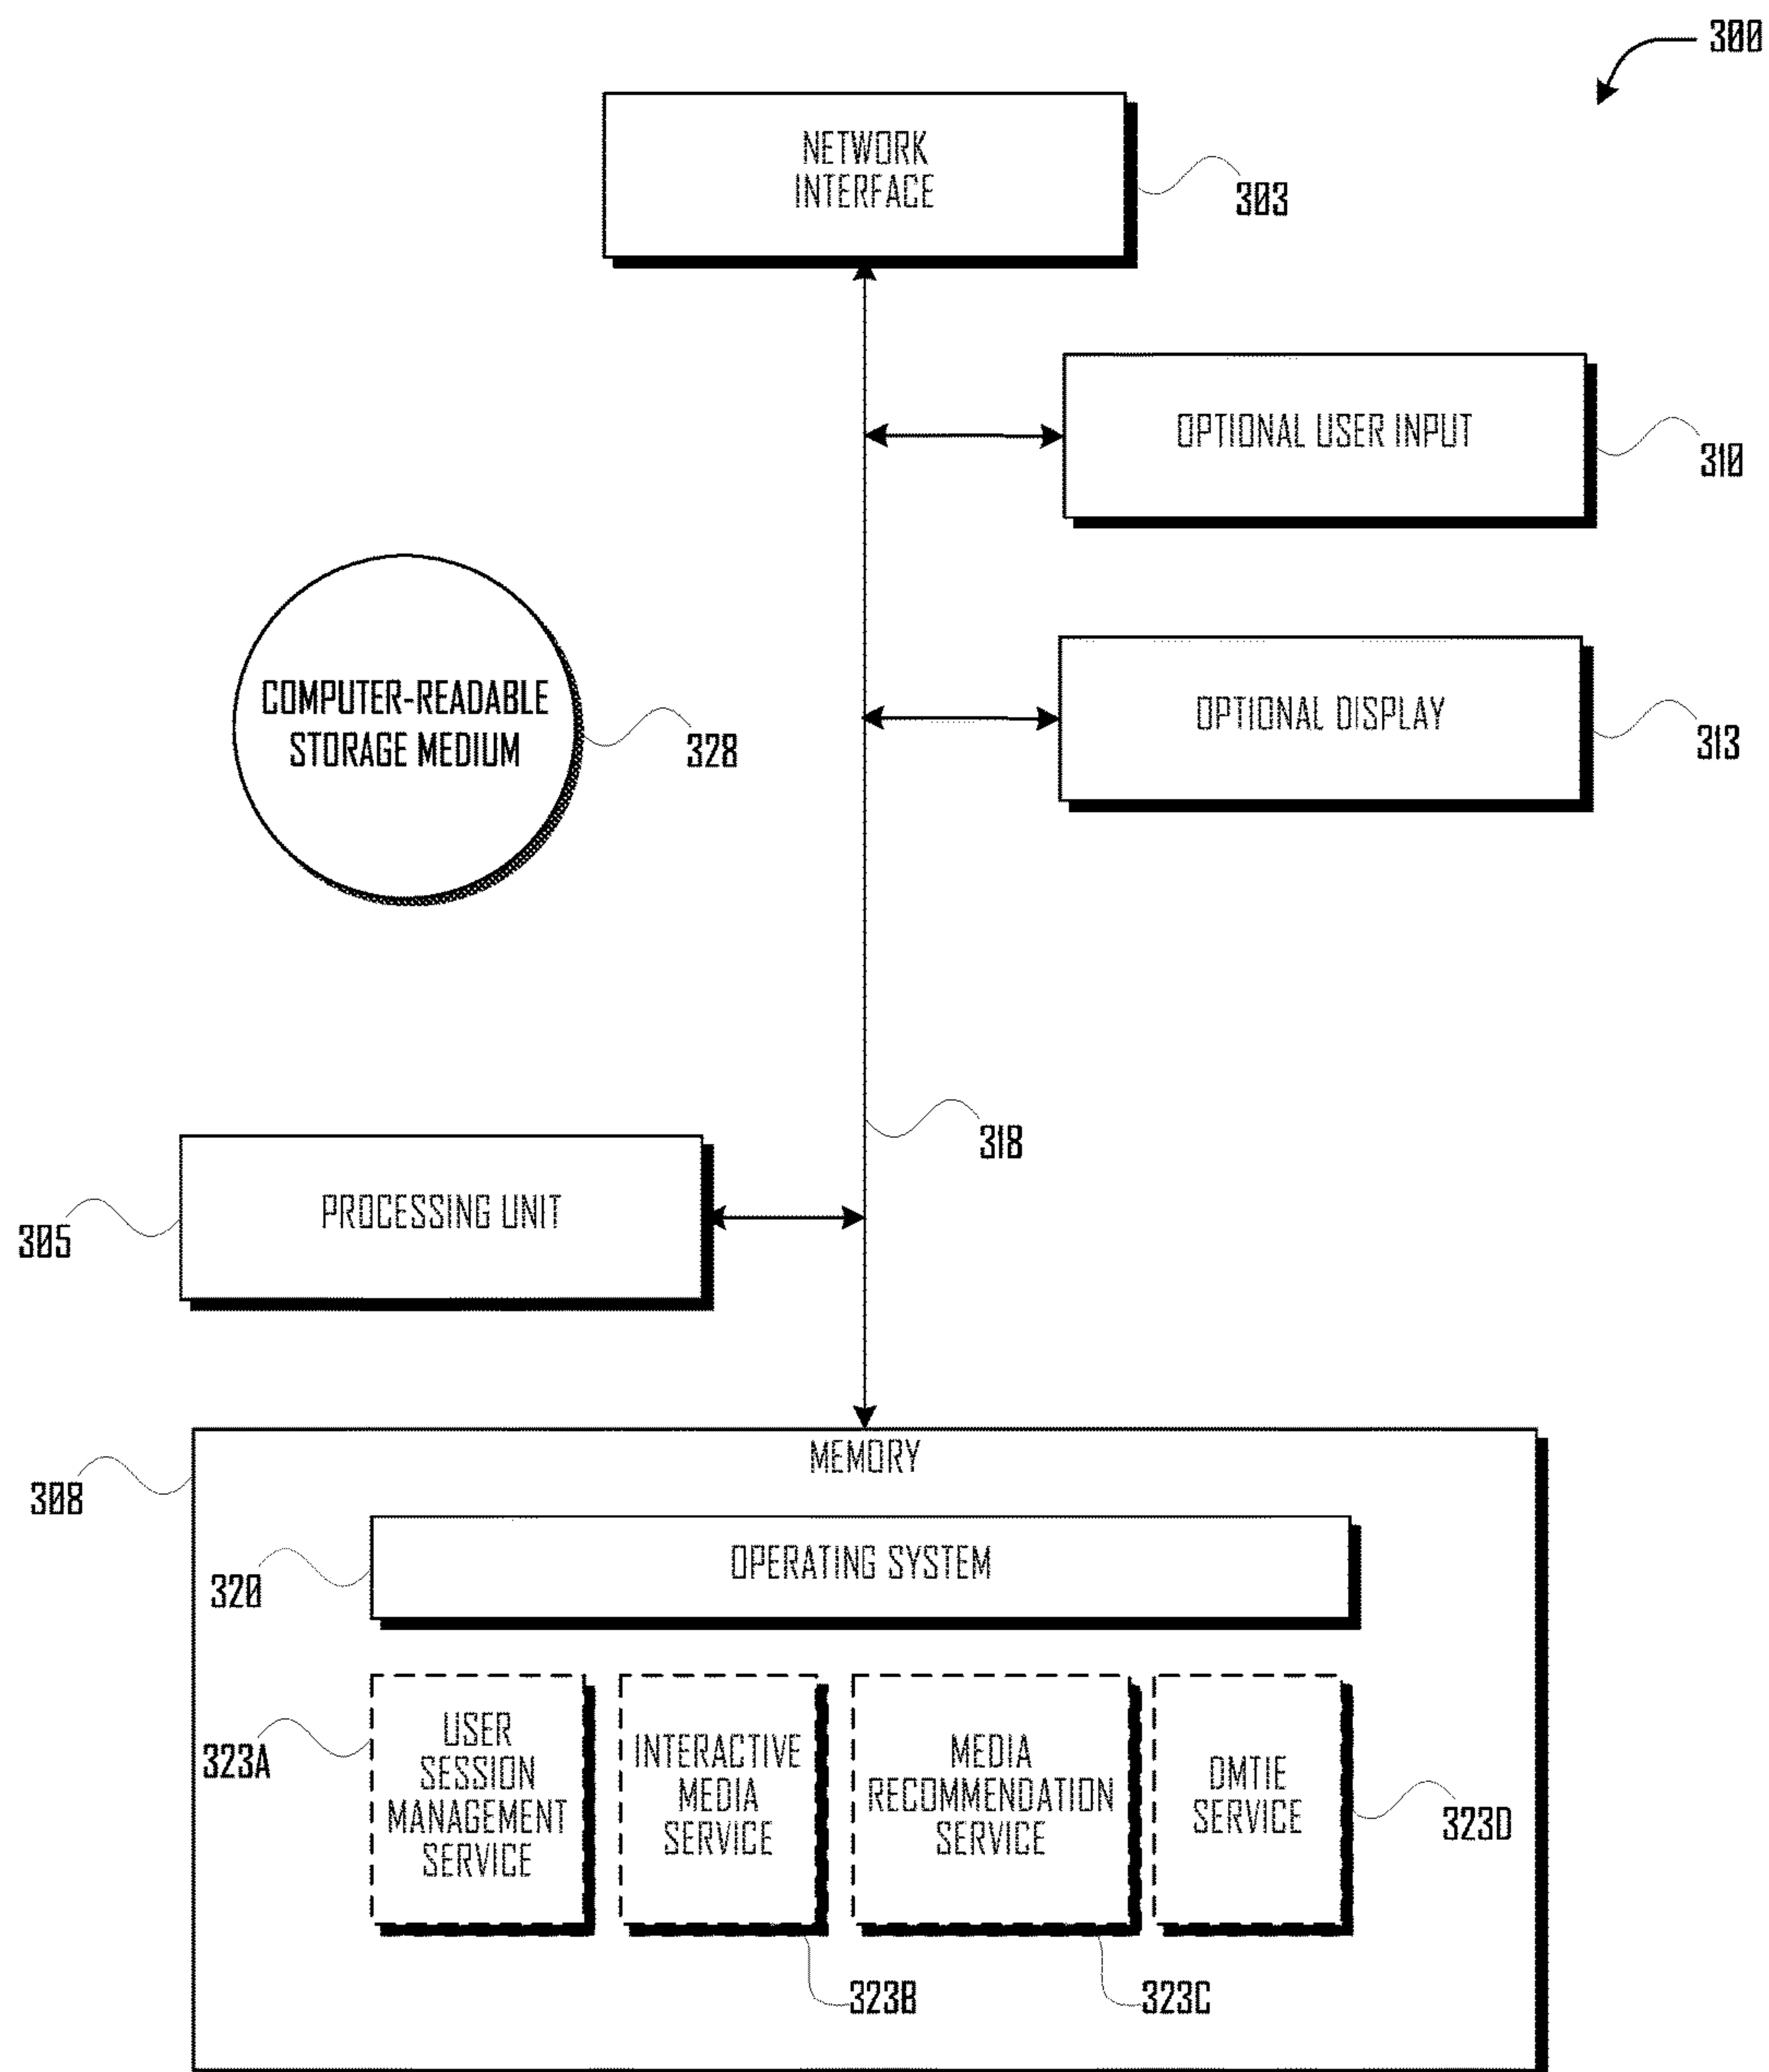 300
NETWORK
INTERFACE
303
OPTIONAL USER INPUT
310
COMPUTER-READABLE
STORAGE MEDIUM
328
OPTIONAL DISPLAY
313
318
PROCESSING UNIT
305
MEMORY
308
OPERATING SYSTEM
320
USER
SESSION
MANAGEMENT
SERVICE
323A
INTERACTIVE
MEDIA
SERVICE
323B
MEDIA
RECOMMENDATION
SERVICE
323C
DMTIE
SERVICE
323D